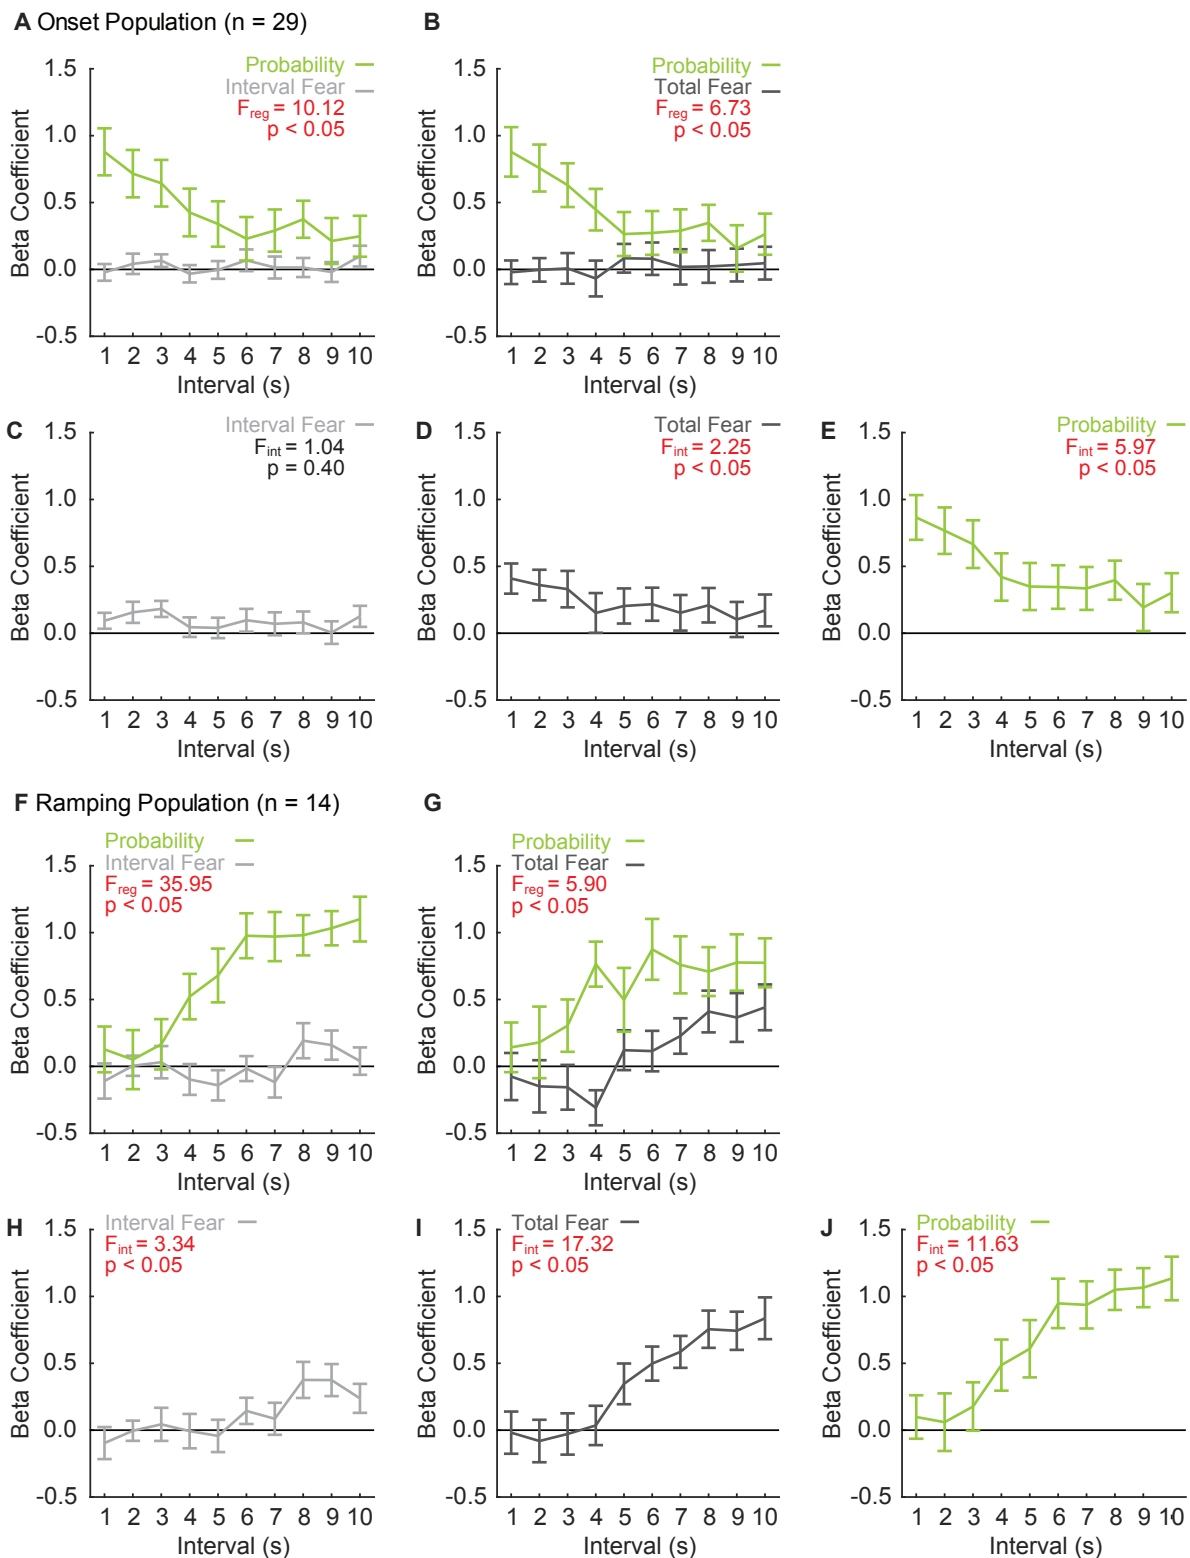 A Onset Population (n = 29)
B
Probability
Interval Fear
Freg = 10.12
p < 0.05
1.5
1.0
0.5
0.0
-0.5
Beta Coefficient
1 2 3 4 5 6 7 8 9 10
Interval (s)
Probability
Total Fear
Freg = 6.73
p < 0.05
1.5
1.0
0.5
0.0
-0.5
Beta Coefficient
1 2 3 4 5 6 7 8 9 10
Interval (s)
C
Interval Fear
Fint = 1.04
p = 0.40
1.5
1.0
0.5
0.0
-0.5
Beta Coefficient
1 2 3 4 5 6 7 8 9 10
Interval (s)
D
Total Fear
Fint = 2.25
p < 0.05
1.5
1.0
0.5
0.0
-0.5
Beta Coefficient
1 2 3 4 5 6 7 8 9 10
Interval (s)
E
Probability
Fint = 5.97
p < 0.05
1.5
1.0
0.5
0.0
-0.5
Beta Coefficient
1 2 3 4 5 6 7 8 9 10
Interval (s)
F Ramping Population (n = 14)
G
Probability
Interval Fear
Freg = 35.95
p < 0.05
1.5
1.0
0.5
0.0
-0.5
Beta Coefficient
1 2 3 4 5 6 7 8 9 10
Interval (s)
Probability
Total Fear
Freg = 5.90
p < 0.05
1.5
1.0
0.5
0.0
-0.5
Beta Coefficient
1 2 3 4 5 6 7 8 9 10
Interval (s)
H
Interval Fear
Fint = 3.34
p < 0.05
1.5
1.0
0.5
0.0
-0.5
Beta Coefficient
1 2 3 4 5 6 7 8 9 10
Interval (s)
I
Total Fear
Fint = 17.32
p < 0.05
1.5
1.0
0.5
0.0
-0.5
Beta Coefficient
1 2 3 4 5 6 7 8 9 10
Interval (s)
J
Probability
Fint = 11.63
p < 0.05
1.5
1.0
0.5
0.0
-0.5
Beta Coefficient
1 2 3 4 5 6 7 8 9 10
Interval (s)